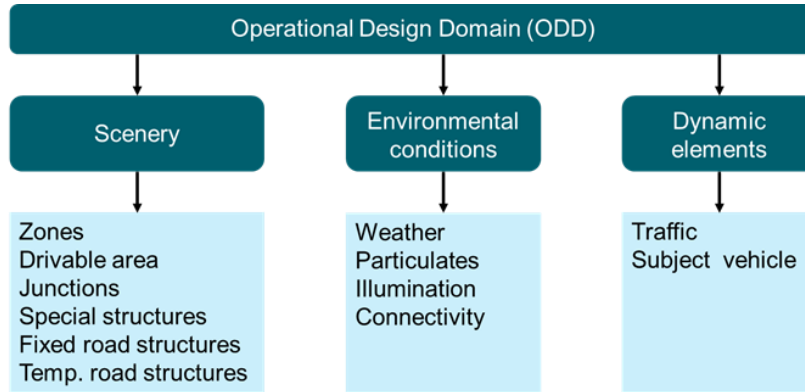 Operational Design Domain (ODD)
Scenery
Environmental
conditions
Dynamic
elements
Zones
Drivable area
Junctions
Special structures
Fixed road structures
Temp. road structures
Weather
Particulates
Illumination
Connectivity
Traffic
Subject vehicle